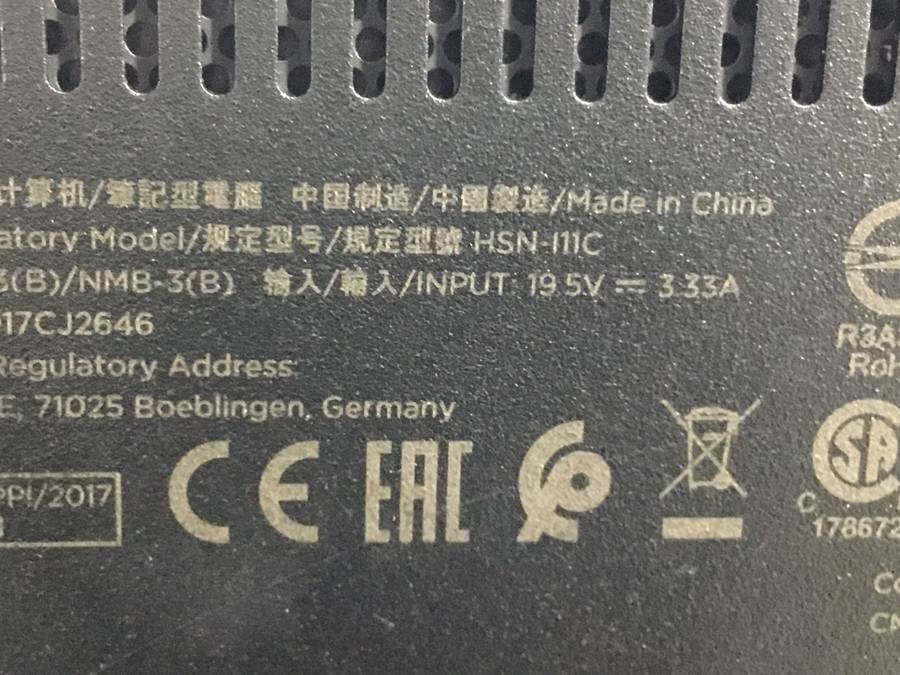 计算机/筆記型電腦 中国制造/中國製造/Made in China
atory Model/规定型号/規定型號 HSN-I11C
3(B)/NMB-3(B) 输入/輸入/INPUT: 19.5V ⎓ 3.33A
17CJ2646
Regulatory Address:
E, 71025 Boeblingen, Germany
R3A
RoH
PPI/2017
CE EAC
SA
C
178672
Co
CN